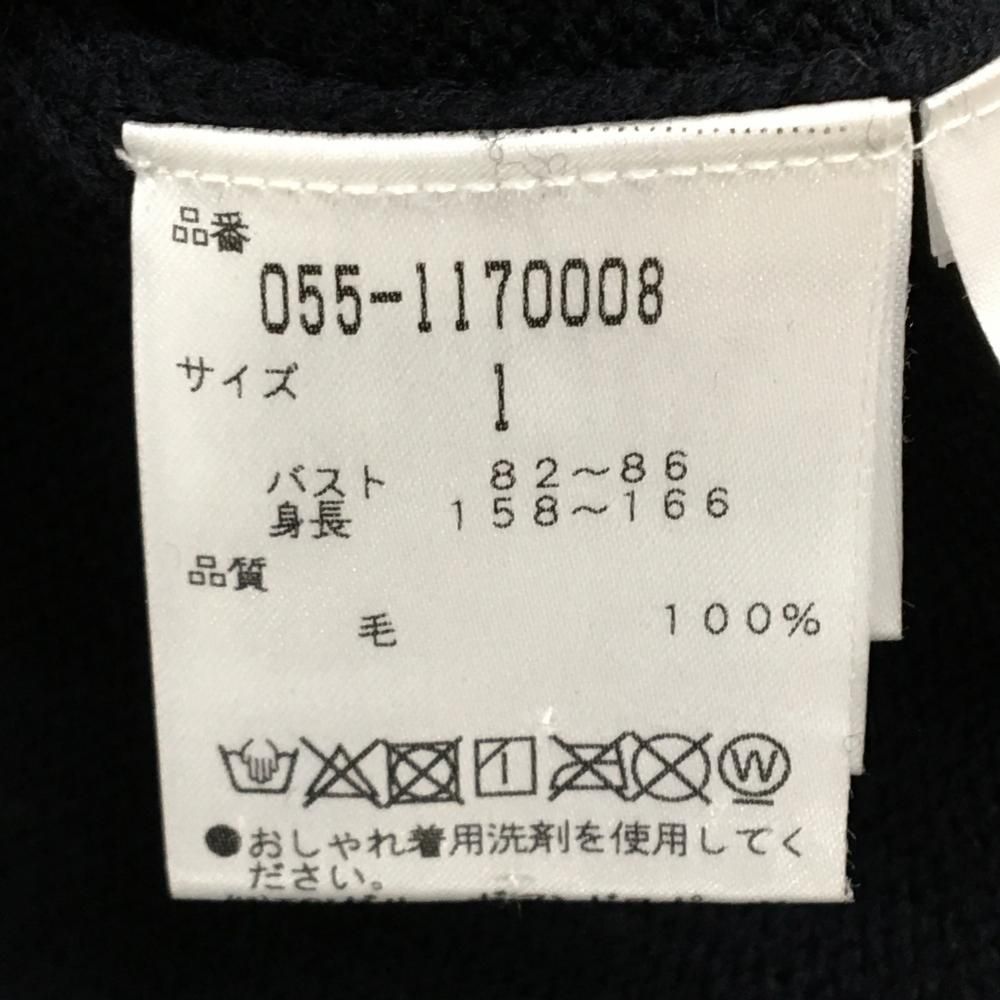 品番
055-1170008
サイズ 1
バスト 82～86
身長 158～166
品質
毛 100%
W
●おしゃれ着用洗剤を使用してく
ださい。